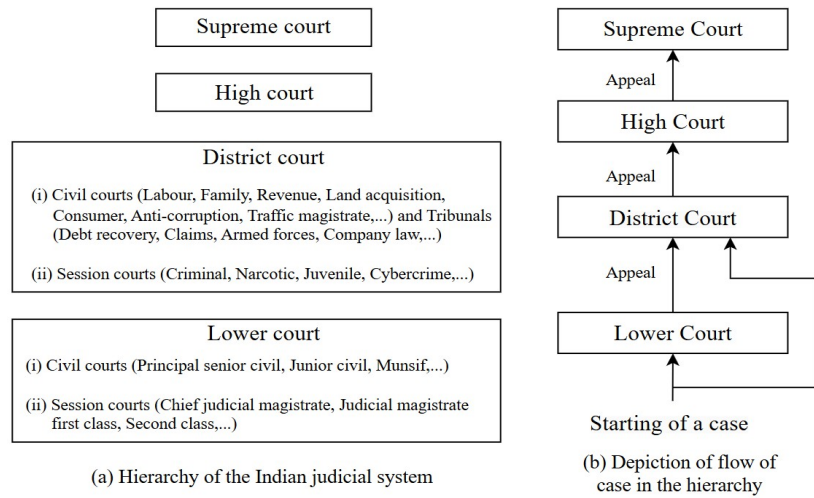 Supreme court
High court
District court
(i) Civil courts (Labour, Family, Revenue, Land acquisition,
Consumer, Anti-corruption, Traffic magistrate,...) and Tribunals
(Debt recovery, Claims, Armed forces, Company law,...)
(ii) Session courts (Criminal, Narcotic, Juvenile, Cybercrime,...)
Lower court
(i) Civil courts (Principal senior civil, Junior civil, Munsif,...)
(ii) Session courts (Chief judicial magistrate, Judicial magistrate
first class, Second class,...)
(a) Hierarchy of the Indian judicial system
Supreme Court
Appeal
High Court
Appeal
District Court
Appeal
Lower Court
Starting of a case
(b) Depiction of flow of
case in the hierarchy